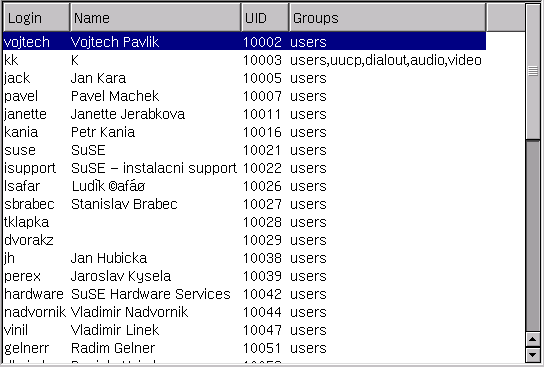 Login Name UID Groups
vojtech Vojtech Pavlik 10002 users
kk K 10003 users,uucp,dialout,audio,video
jack Jan Kara 10005 users
pavel Pavel Machek 10007 users
janette Janette Jerabkova 10011 users
kania Petr Kania 10016 users
suse SuSE 10021 users
isupport SuSE – instalacni support 10022 users
lsafar Ludìk ©afáø 10026 users
sbrabec Stanislav Brabec 10027 users
tklapka 10028 users
dvorakz 10029 users
jh Jan Hubicka 10038 users
perex Jaroslav Kysela 10039 users
hardware SuSE Hardware Services 10042 users
nadvornik Vladimir Nadvornik 10044 users
vinil Vladimir Linek 10047 users
gelnerr Radim Gelner 10051 users